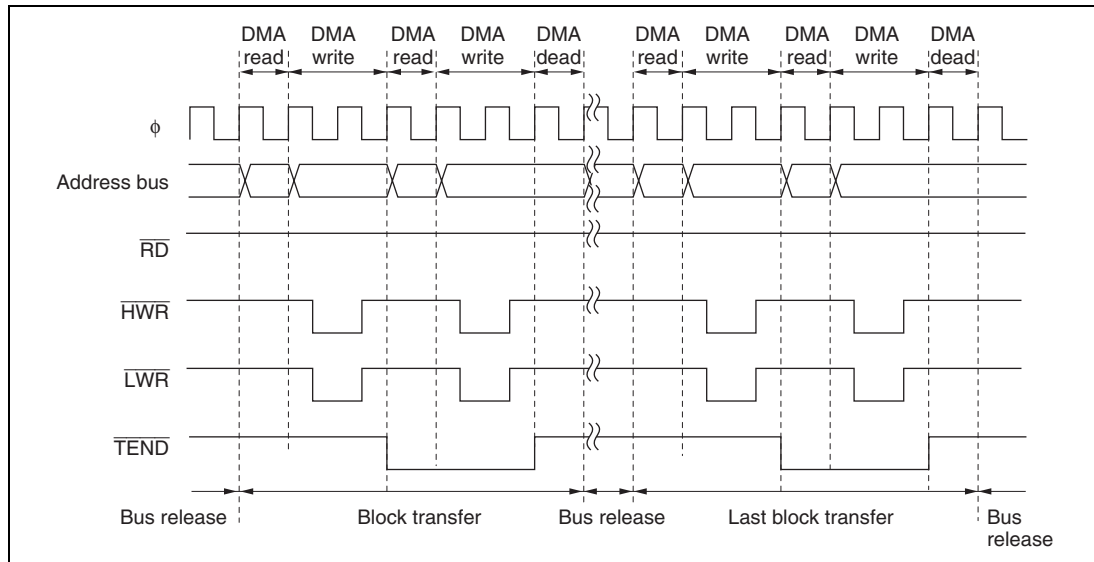 DMA DMA DMA DMA DMA DMA DMA DMA DMA DMA
read write read write dead read write read write dead
φ
Address bus
RD
HWR
LWR
TEND
Bus release Block transfer Bus release Last block transfer Bus
release